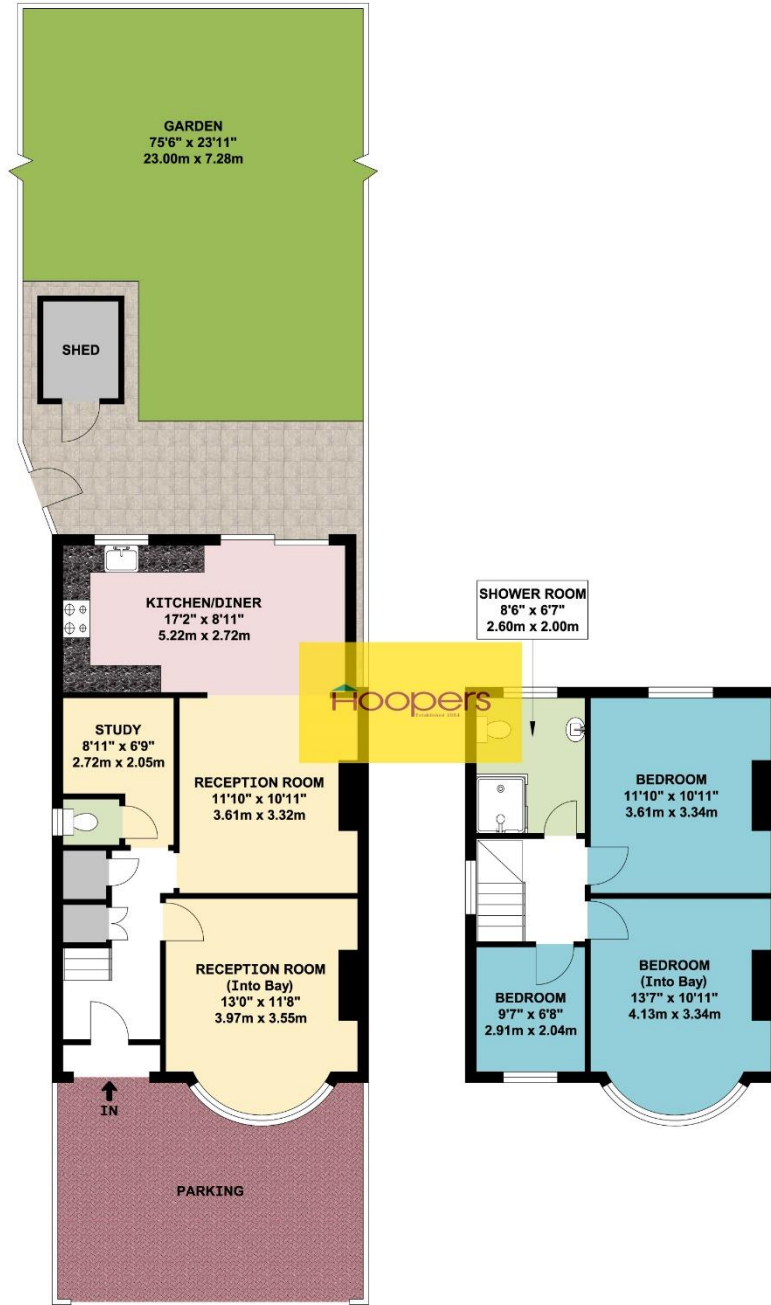 GARDEN
75'6" x 23'11"
23.00m x 7.28m
SHED
KITCHEN/DINER
17'2" x 8'11"
5.22m x 2.72m
Hoopers
Established 1984
STUDY
8'11" x 6'9"
2.72m x 2.05m
RECEPTION ROOM
11'10" x 10'11"
3.61m x 3.32m
RECEPTION ROOM
(Into Bay)
13'0" x 11'8"
3.97m x 3.55m
IN
PARKING
SHOWER ROOM
8'6" x 6'7"
2.60m x 2.00m
BEDROOM
11'10" x 10'11"
3.61m x 3.34m
BEDROOM
(Into Bay)
13'7" x 10'11"
4.13m x 3.34m
BEDROOM
9'7" x 6'8"
2.91m x 2.04m